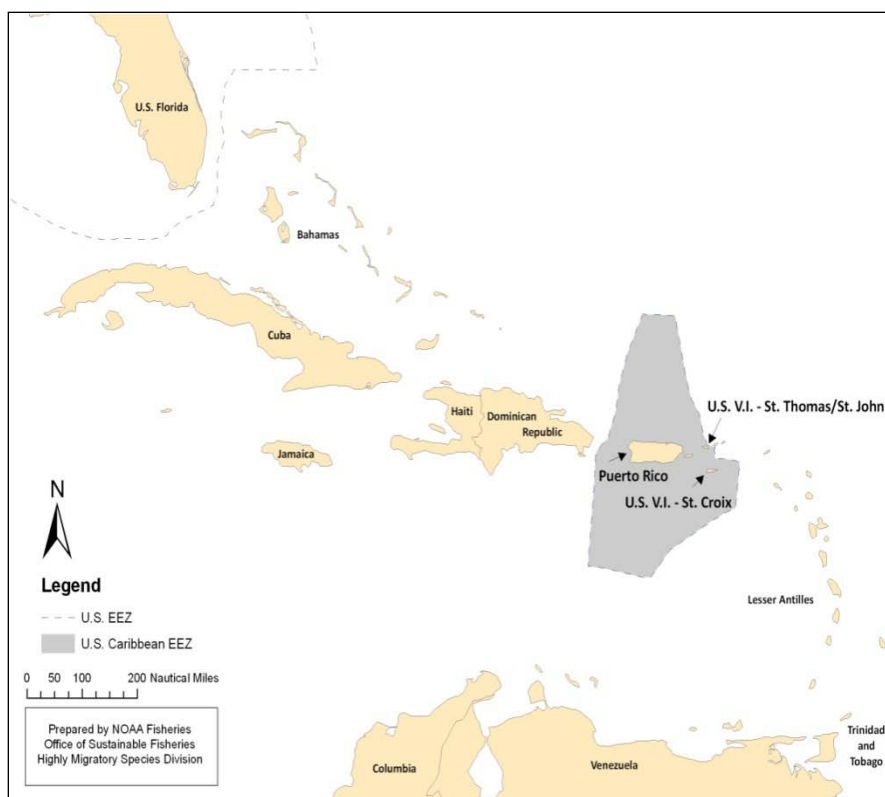 U.S. Florida
Bahamas
Cuba
Haiti
Dominican
Republic
Jamaica
U.S. V.I. - St. Thomas/St. John
Puerto Rico
U.S. V.I. - St. Croix
N
Legend
U.S. EEZ
U.S. Caribbean EEZ
0 50 100 200 Nautical Miles
Prepared by NOAA Fisheries
Office of Sustainable Fisheries
Highly Migratory Species Division
Lesser Antilles
Columbia
Venezuela
Trinidad
and
Tobago